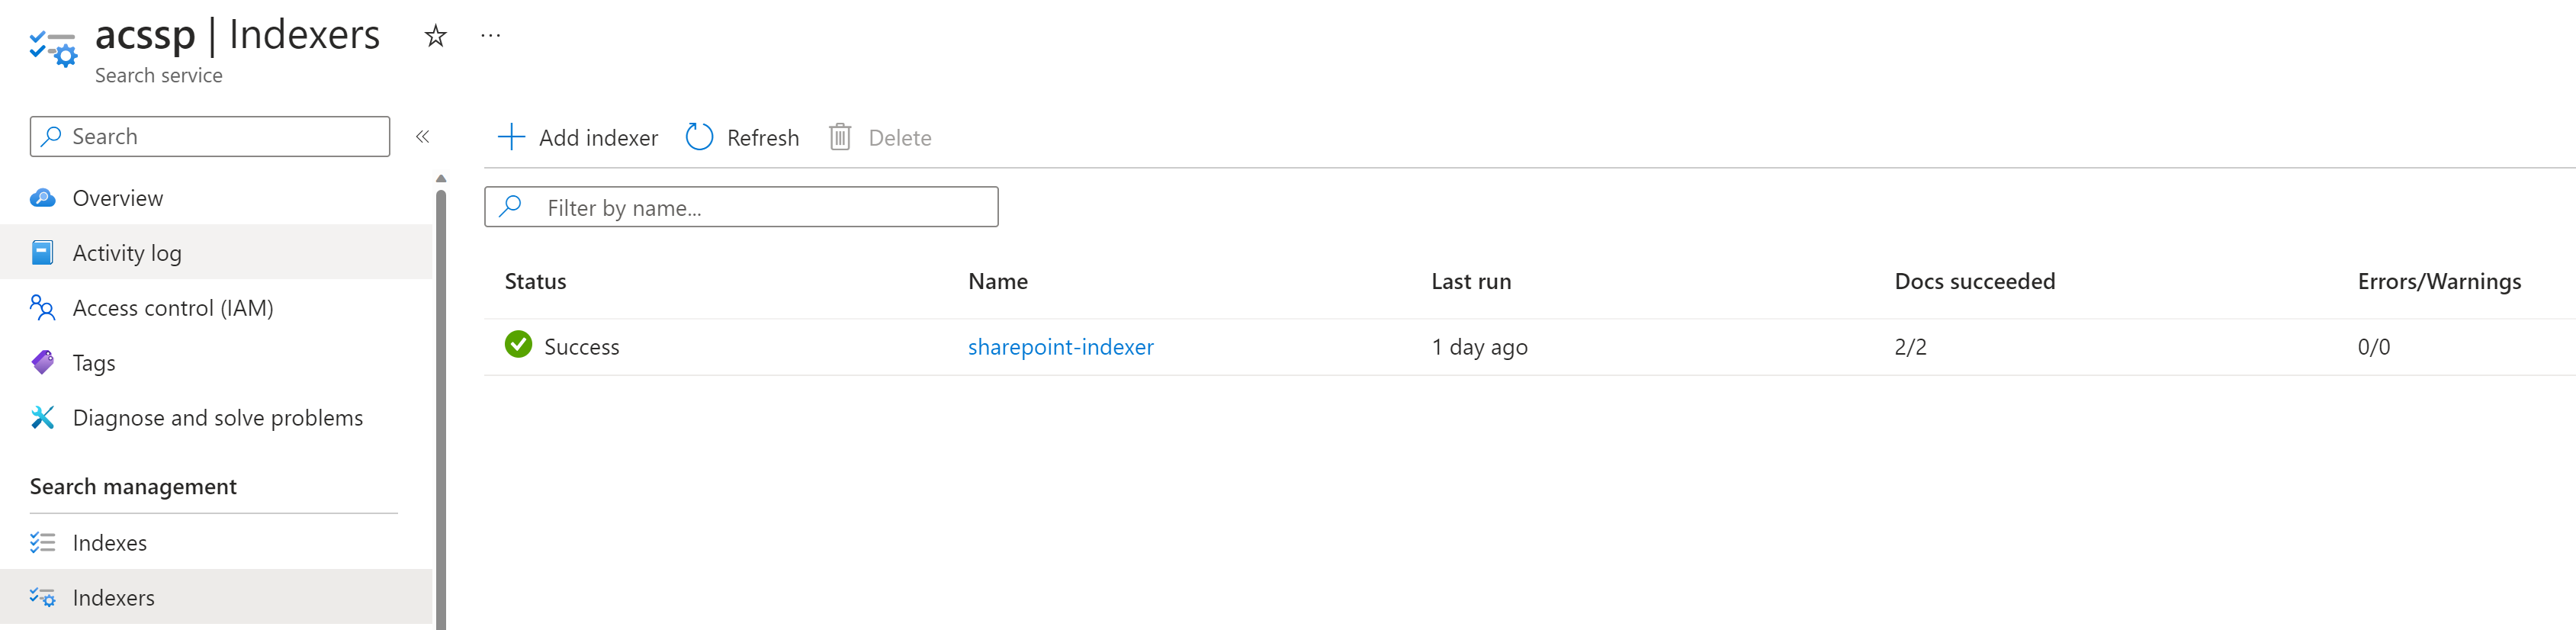 acssp | Indexers
Search service
Search
Overview
Activity log
Access control (IAM)
Tags
Diagnose and solve problems
Search management
Indexes
Indexers
Add indexer Refresh Delete
Filter by name...
Status Name Last run Docs succeeded Errors/Warnings
Success sharepoint-indexer 1 day ago 2/2 0/0